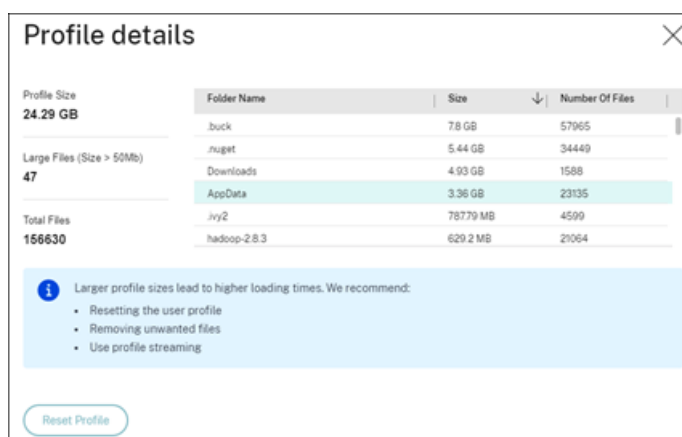 Profile details
Profile Size
24.29 GB
Large Files (Size > 50Mb)
47
Total Files
156630
Folder Name Size Number Of Files
.buck 7.8 GB 57965
.nuget 5.44 GB 34449
Downloads 4.93 GB 1588
AppData 3.36 GB 23135
.ivy2 787.79 MB 4599
hadoop-2.8.3 629.2 MB 21064
Larger profile sizes lead to higher loading times. We recommend:
• Resetting the user profile
• Removing unwanted files
• Use profile streaming
Reset Profile